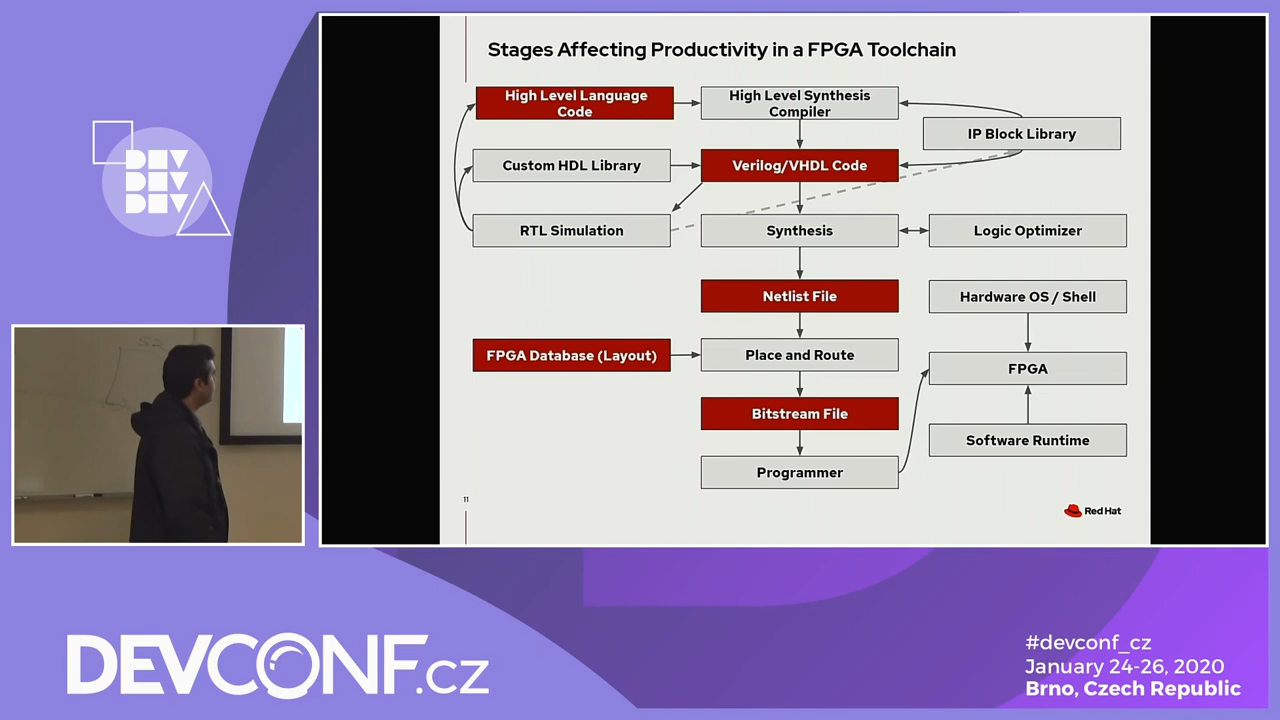 Stages Affecting Productivity in a FPGA Toolchain
High Level Language
Code
High Level Synthesis
Compiler
IP Block Library
Custom HDL Library
Verilog/VHDL Code
RTL Simulation
Synthesis
Logic Optimizer
Netlist File
Hardware OS / Shell
FPGA Database (Layout)
Place and Route
FPGA
Bitstream File
Software Runtime
Programmer
11
Red Hat
DEV
DEV
DEV
DEVCONF.cz
#devconf_cz
January 24-26, 2020
Brno, Czech Republic